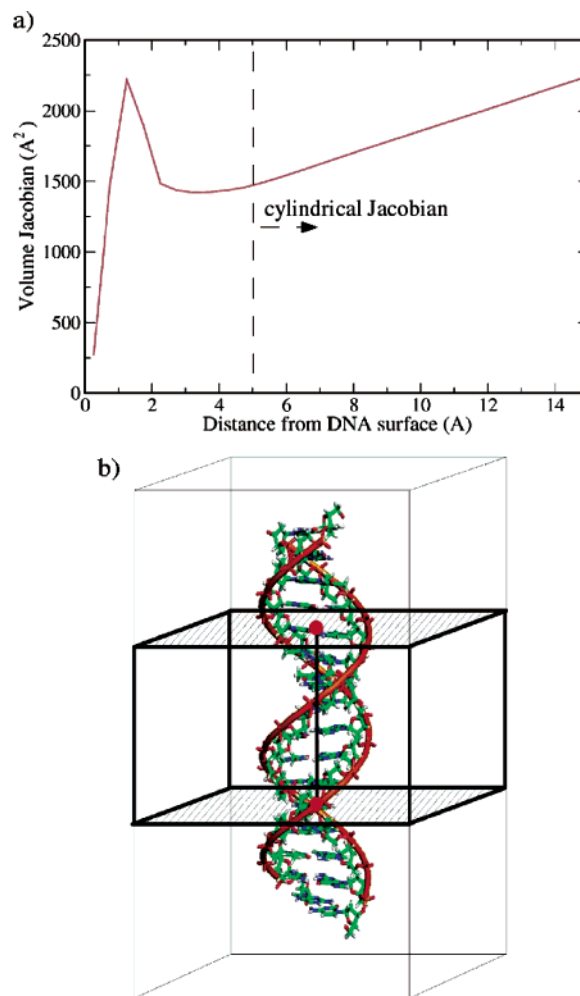 a)
2500
2000
1500
1000
500
0
Volume Jacobian (A²)
cylindrical Jacobian
0 2 4 6 8 10 12 14
Distance from DNA surface (A)
b)